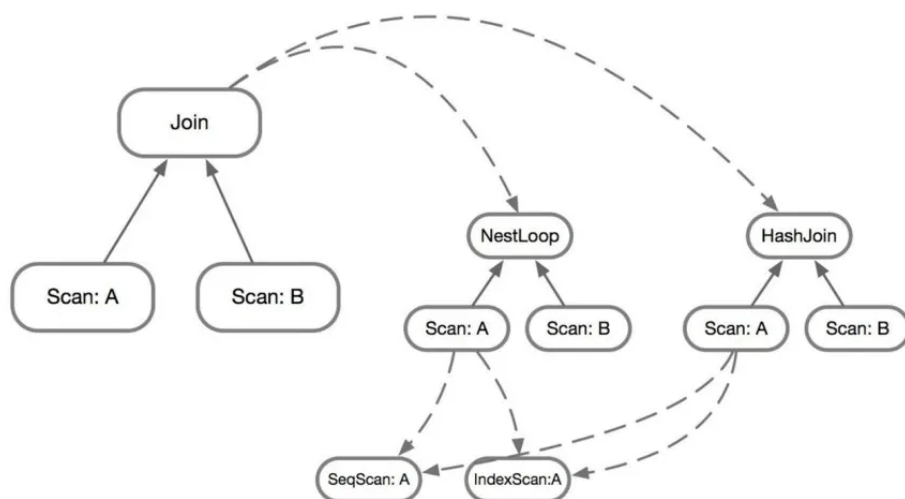 Join
Scan: A
Scan: B
NestLoop
HashJoin
Scan: A
Scan: B
Scan: A
Scan: B
SeqScan: A
IndexScan:A